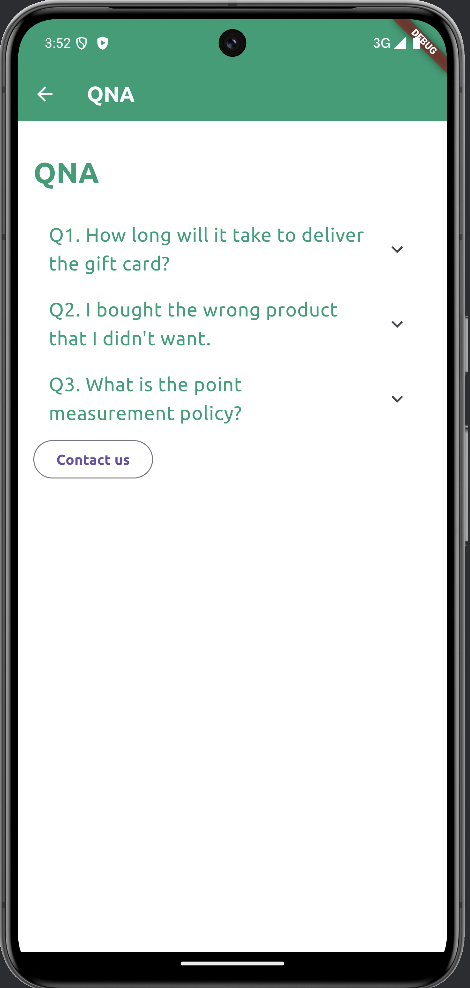 3:52
3G
DEBUG
QNA
QNA
Q1. How long will it take to deliver
the gift card?
Q2. I bought the wrong product
that I didn't want.
Q3. What is the point
measurement policy?
Contact us